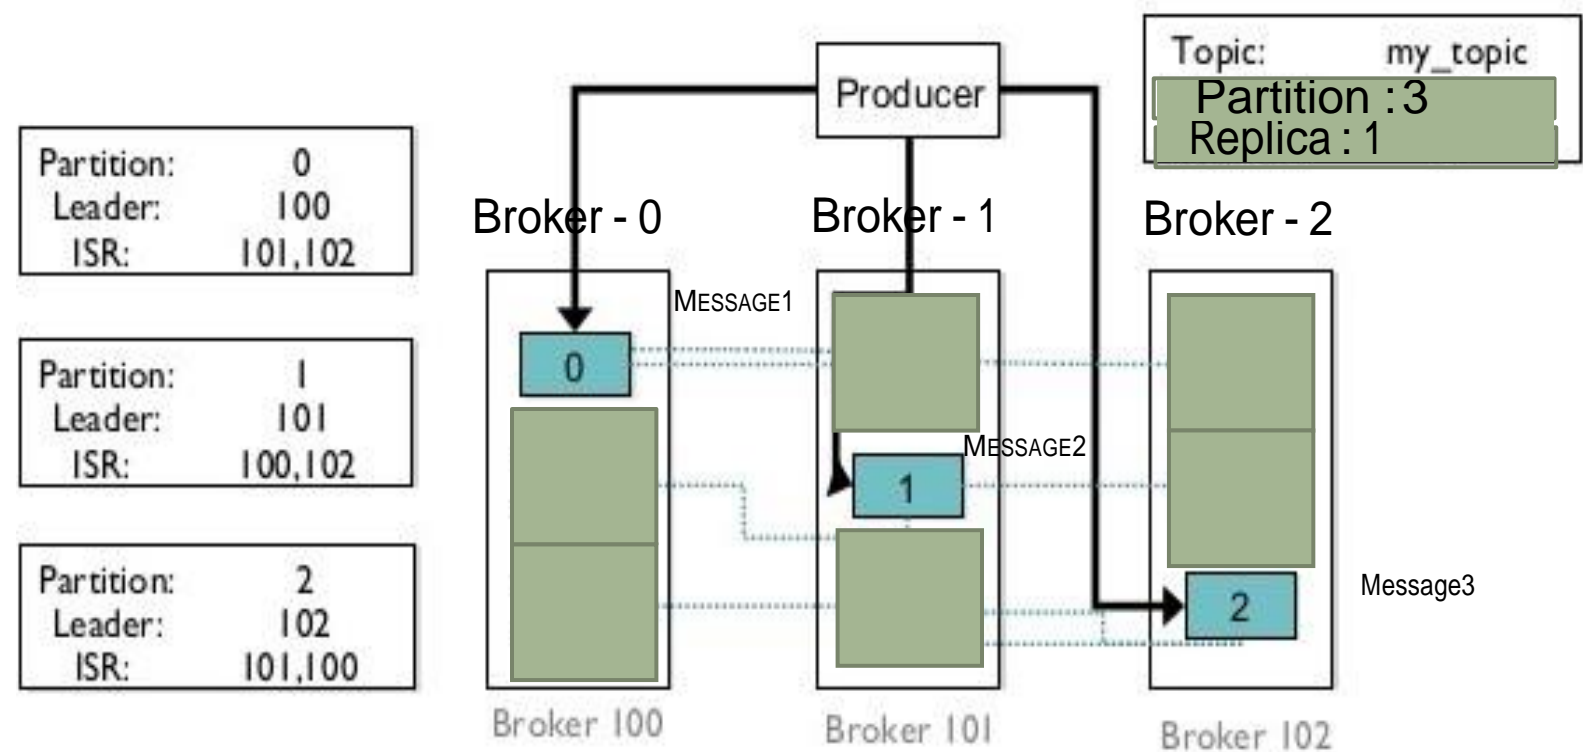 Topic: my_topic
Partition : 3
Replica : 1
Producer
Partition: 0
Leader: 100
ISR: 101,102
Partition: 1
Leader: 101
ISR: 100,102
Partition: 2
Leader: 102
ISR: 101,100
Broker - 0
Broker - 1
Broker - 2
MESSAGE1
0
MESSAGE2
1
Message3
2
Broker 100
Broker 101
Broker 102